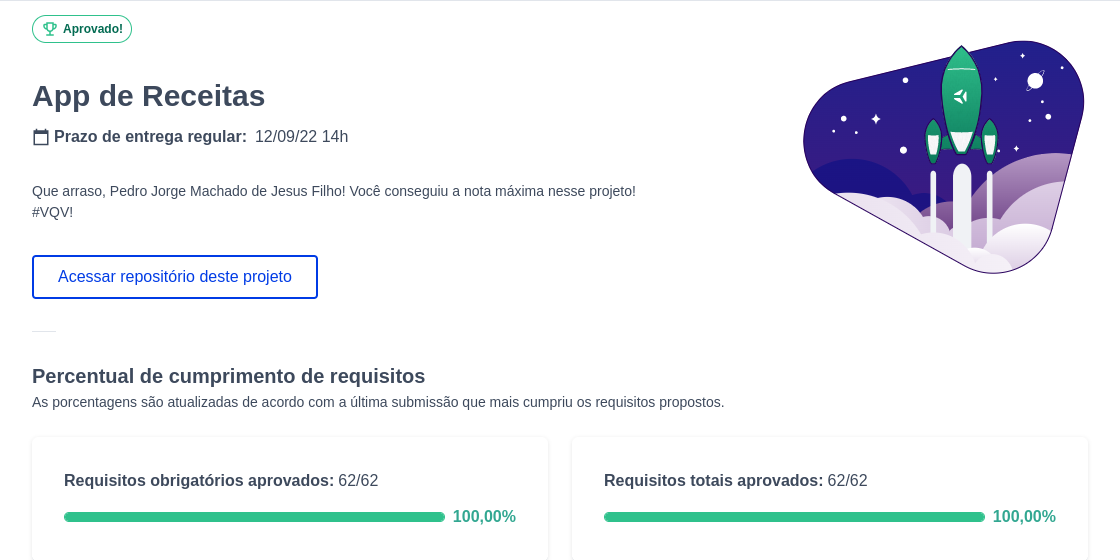 Aprovado!
App de Receitas
Prazo de entrega regular: 12/09/22 14h
Que arraso, Pedro Jorge Machado de Jesus Filho! Você conseguiu a nota máxima nesse projeto!
#VQV!
Acessar repositório deste projeto
Percentual de cumprimento de requisitos
As porcentagens são atualizadas de acordo com a última submissão que mais cumpriu os requisitos propostos.
Requisitos obrigatórios aprovados: 62/62
100,00%
Requisitos totais aprovados: 62/62
100,00%